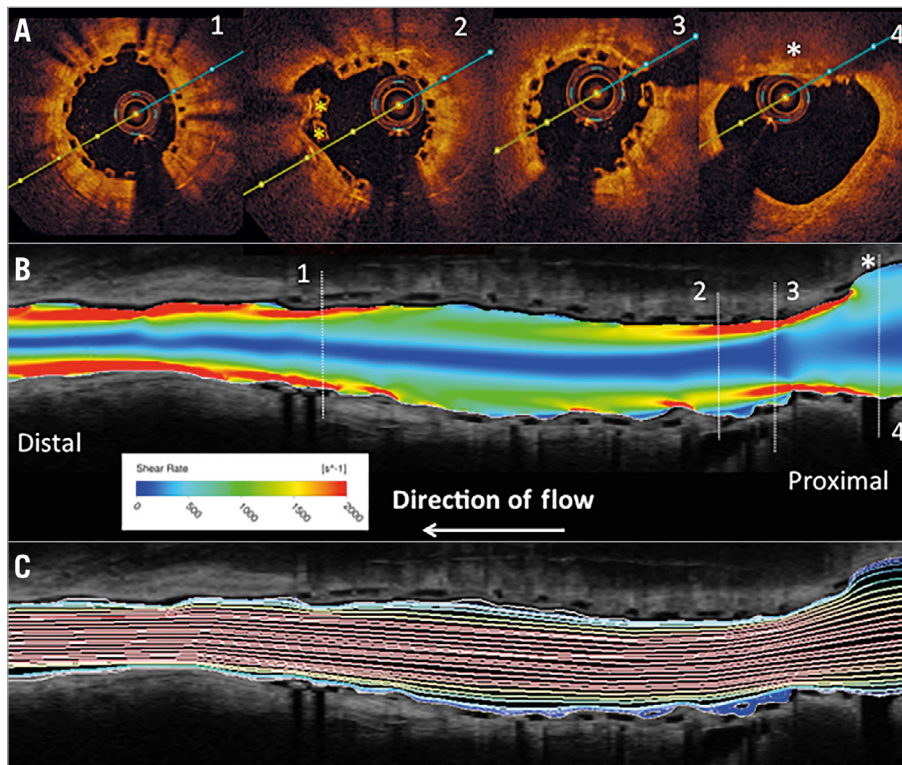 A
1
2
3
4
*
*
*
B
1
2
3
*
4
Distal
Proximal
Shear Rate [s^-1]
0 500 1000 1500 2000
Direction of flow
C